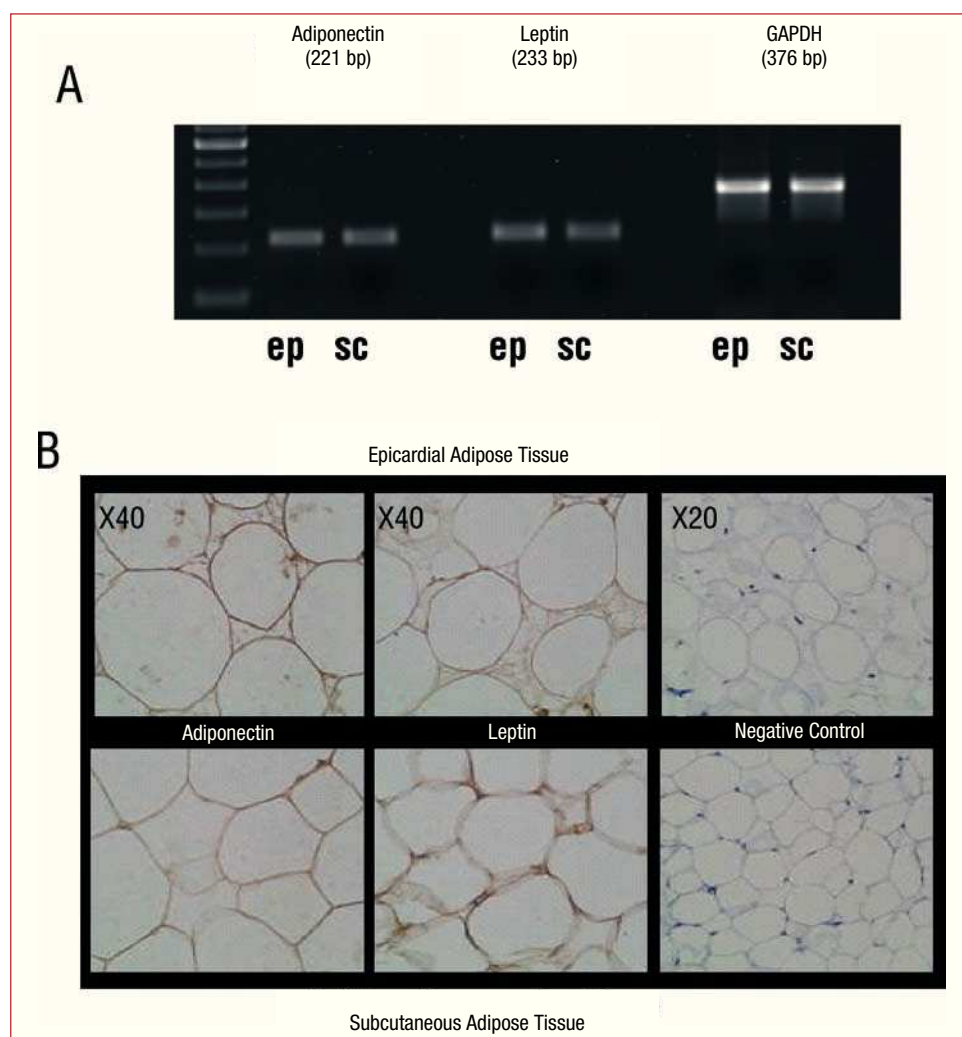 Adiponectin
(221 bp)
Leptin
(233 bp)
GAPDH
(376 bp)
A
ep sc ep sc ep sc
B
Epicardial Adipose Tissue
X40 X40 X20
Adiponectin Leptin Negative Control
Subcutaneous Adipose Tissue